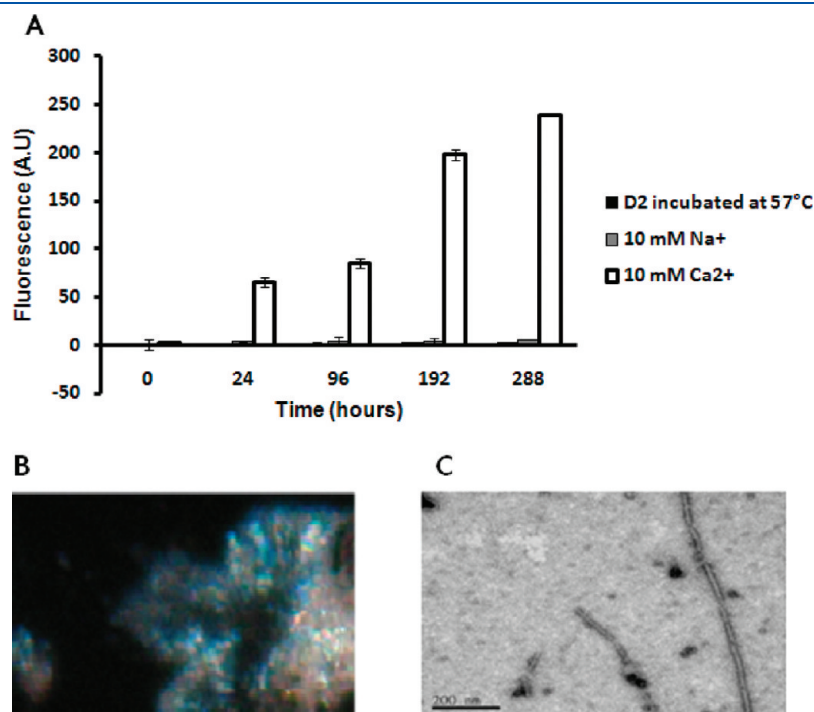 A
300
250
200
150
100
50
0
-50
Fluorescence (A.U)
0 24 96 192 288
Time (hours)
D2 incubated at 57°C
10 mM Na+
10 mM Ca2+
B
C
200 nm